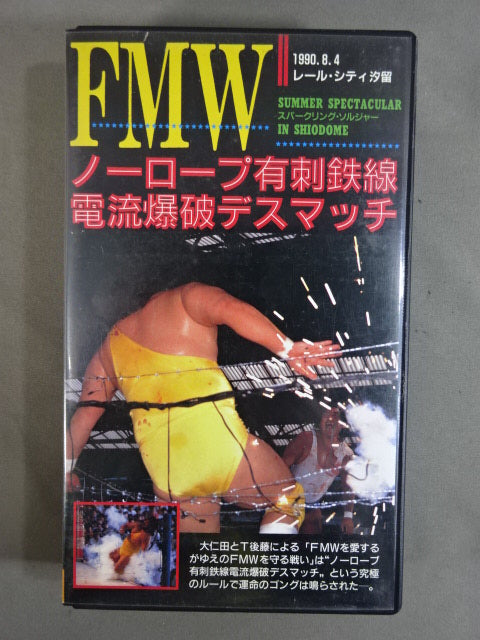 FMW
1990.8.4
レール・シティ汐留
SUMMER SPECTACULAR
スパークリング・ソルジャー
IN SHIODOME
ノーロープ有刺鉄線
電流爆破デスマッチ
大仁田とT後藤による「FMWを愛する
がゆえのFMWを守る戦い」は“ノーロープ
有刺鉄線電流爆破デスマッチ〟という究極
のルールで運命のゴングは鳴らされた―。